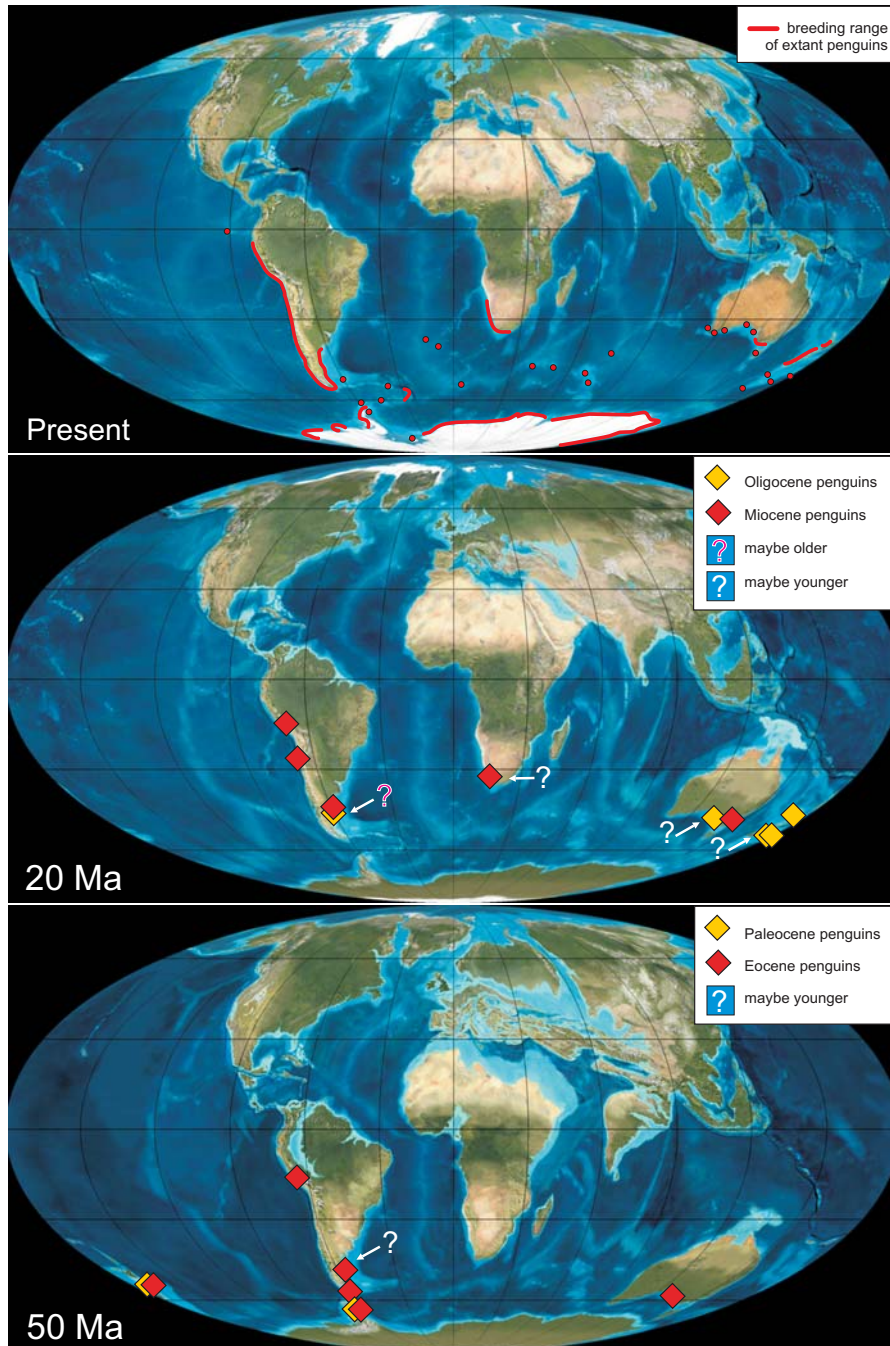 breeding range
of extant penguins
Present
Oligocene penguins
Miocene penguins
? maybe older
? maybe younger
?
?
?
?
20 Ma
Paleocene penguins
Eocene penguins
? maybe younger
?
50 Ma